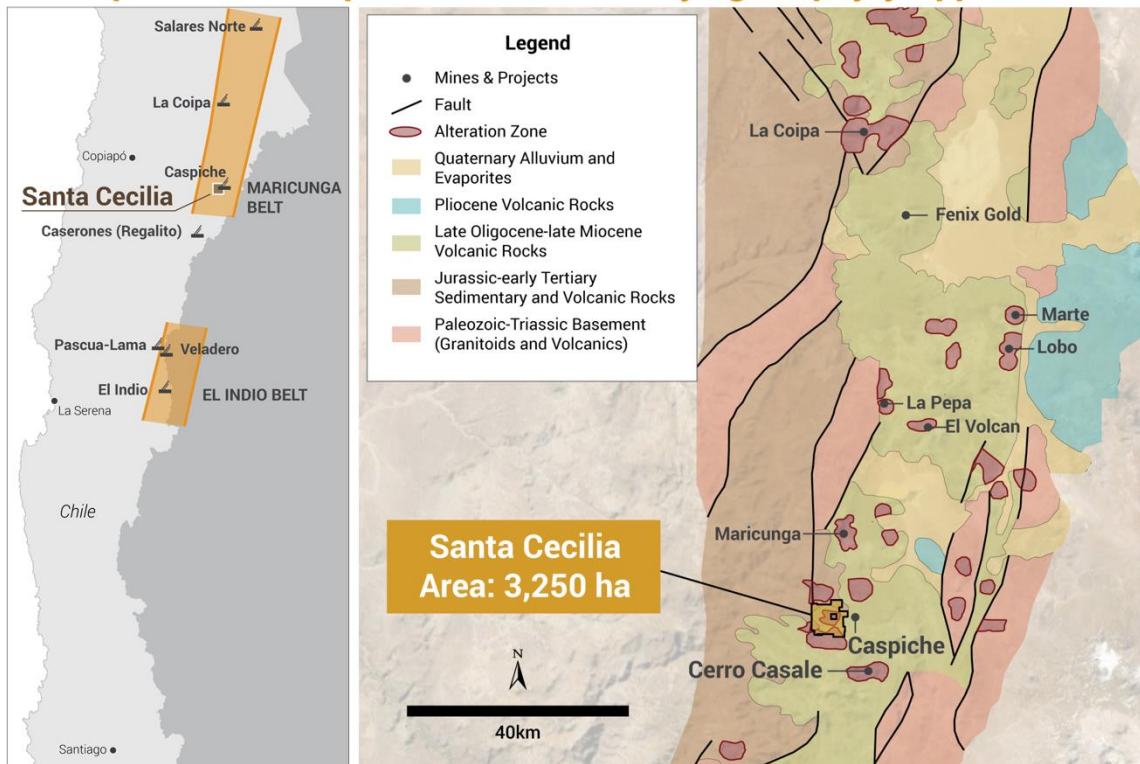 Salares Norte
La Coipa
Copiapó
Caspiche
Santa Cecilia
MARICUNGA
BELT
Caserones (Regalito)
Pascua-Lama
Veladero
El Indio
EL INDIO BELT
La Serena
Chile
Santiago
Legend
Mines & Projects
Fault
Alteration Zone
Quaternary Alluvium and
Evaporites
Pliocene Volcanic Rocks
Late Oligocene-late Miocene
Volcanic Rocks
Jurassic-early Tertiary
Sedimentary and Volcanic Rocks
Paleozoic-Triassic Basement
(Granitoids and Volcanics)
La Coipa
Fenix Gold
Marte
Lobo
La Pepa
El Volcan
Maricunga
Santa Cecilia
Area: 3,250 ha
Caspiche
Cerro Casale
N
40km